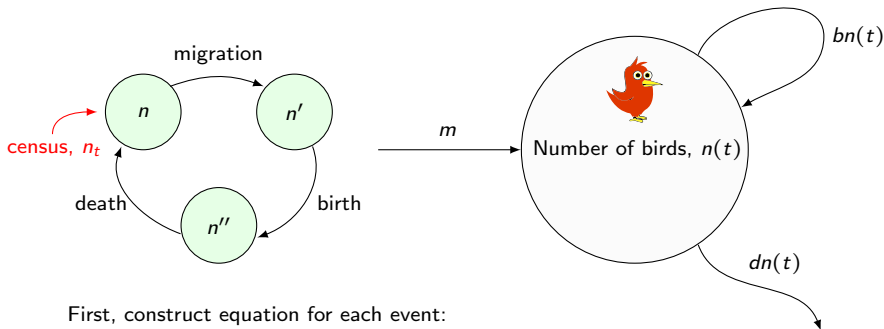 migration
n
n′
census, n_t
death
birth
n″
m
Number of birds, n(t)
bn(t)
dn(t)
First, construct equation for each event: